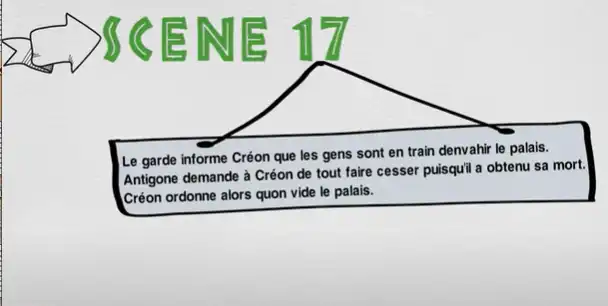 SCENE 17
Le garde informe Créon que les gens sont en train denvahir le palais.
Antigone demande à Créon de tout faire cesser puisqu'il a obtenu sa mort.
Créon ordonne alors quon vide le palais.